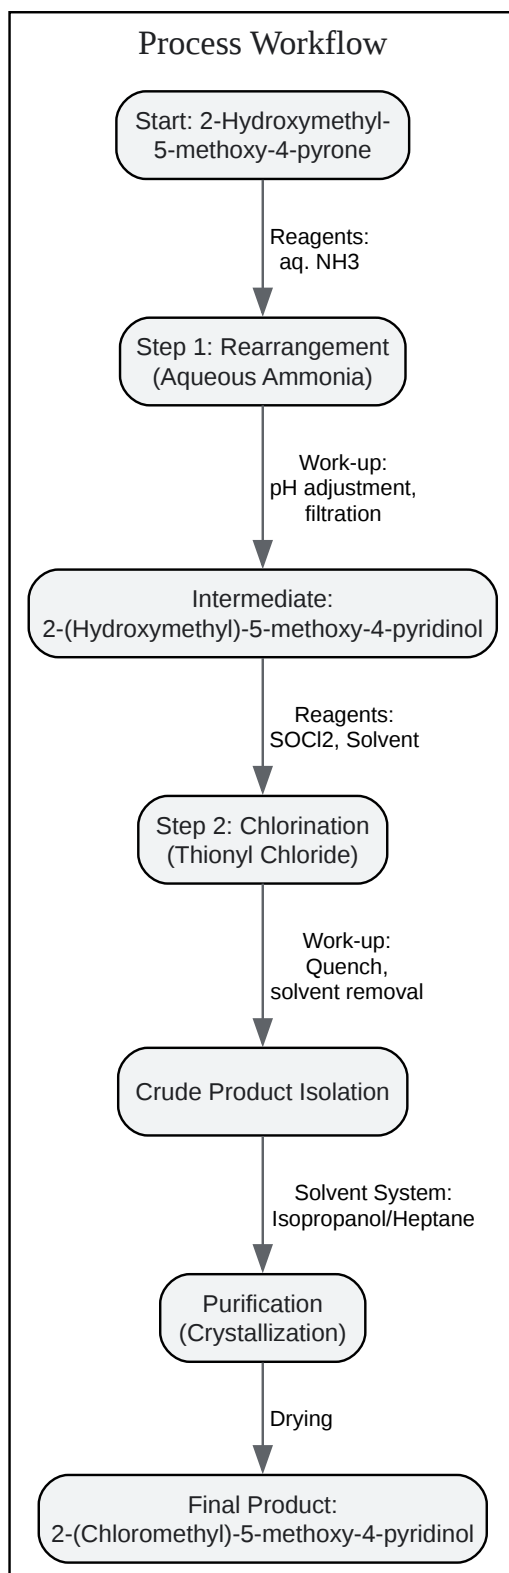 Process Workflow
Start: 2-Hydroxymethyl-
5-methoxy-4-pyrone
Reagents:
aq. NH3
Step 1: Rearrangement
(Aqueous Ammonia)
Work-up:
pH adjustment,
filtration
Intermediate:
2-(Hydroxymethyl)-5-methoxy-4-pyridinol
Reagents:
SOCl2, Solvent
Step 2: Chlorination
(Thionyl Chloride)
Work-up:
Quench,
solvent removal
Crude Product Isolation
Solvent System:
Isopropanol/Heptane
Purification
(Crystallization)
Drying
Final Product:
2-(Chloromethyl)-5-methoxy-4-pyridinol